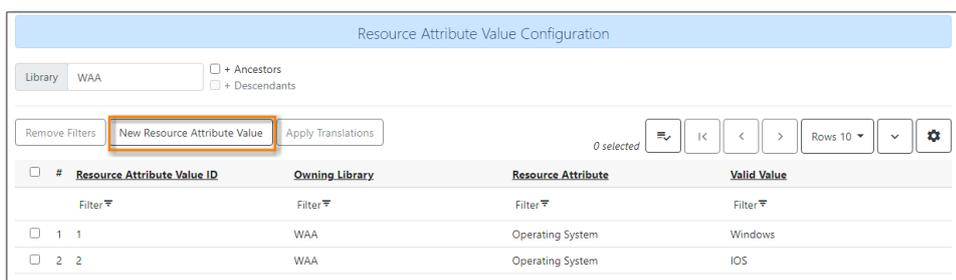 Resource Attribute Value Configuration
Library WAA + Ancestors
+ Descendants
Remove Filters New Resource Attribute Value Apply Translations 0 selected Rows 10
# Resource Attribute Value ID Owning Library Resource Attribute Valid Value
Filter Filter Filter Filter
1 1 WAA Operating System Windows
2 2 WAA Operating System IOS